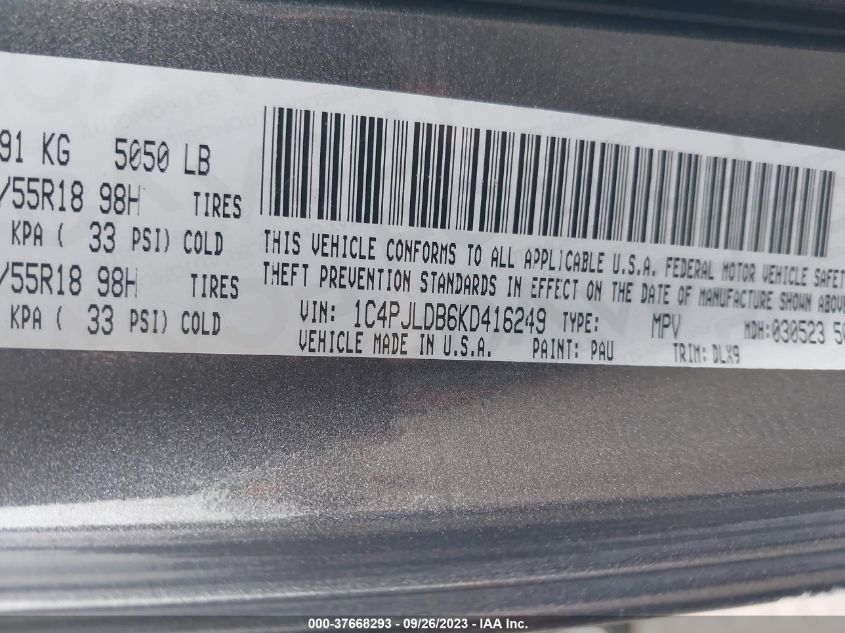 91 KG 5050 LB
/55R18 98H TIRES
KPA ( 33 PSI) COLD
/55R18 98H TIRES
KPA ( 33 PSI) COLD
THIS VEHICLE CONFORMS TO ALL APPLICABLE U.S.A. FEDERAL MOTOR VEHICLE SAFET
THEFT PREVENTION STANDARDS IN EFFECT ON THE DATE OF MANUFACTURE SHOWN ABOV
VIN: 1C4PJLDB6KD416249 TYPE: MPV MDH:030523
VEHICLE MADE IN U.S.A. PAINT: PAU TRIM: DLX9
000-37668293 - 09/26/2023 - IAA Inc.